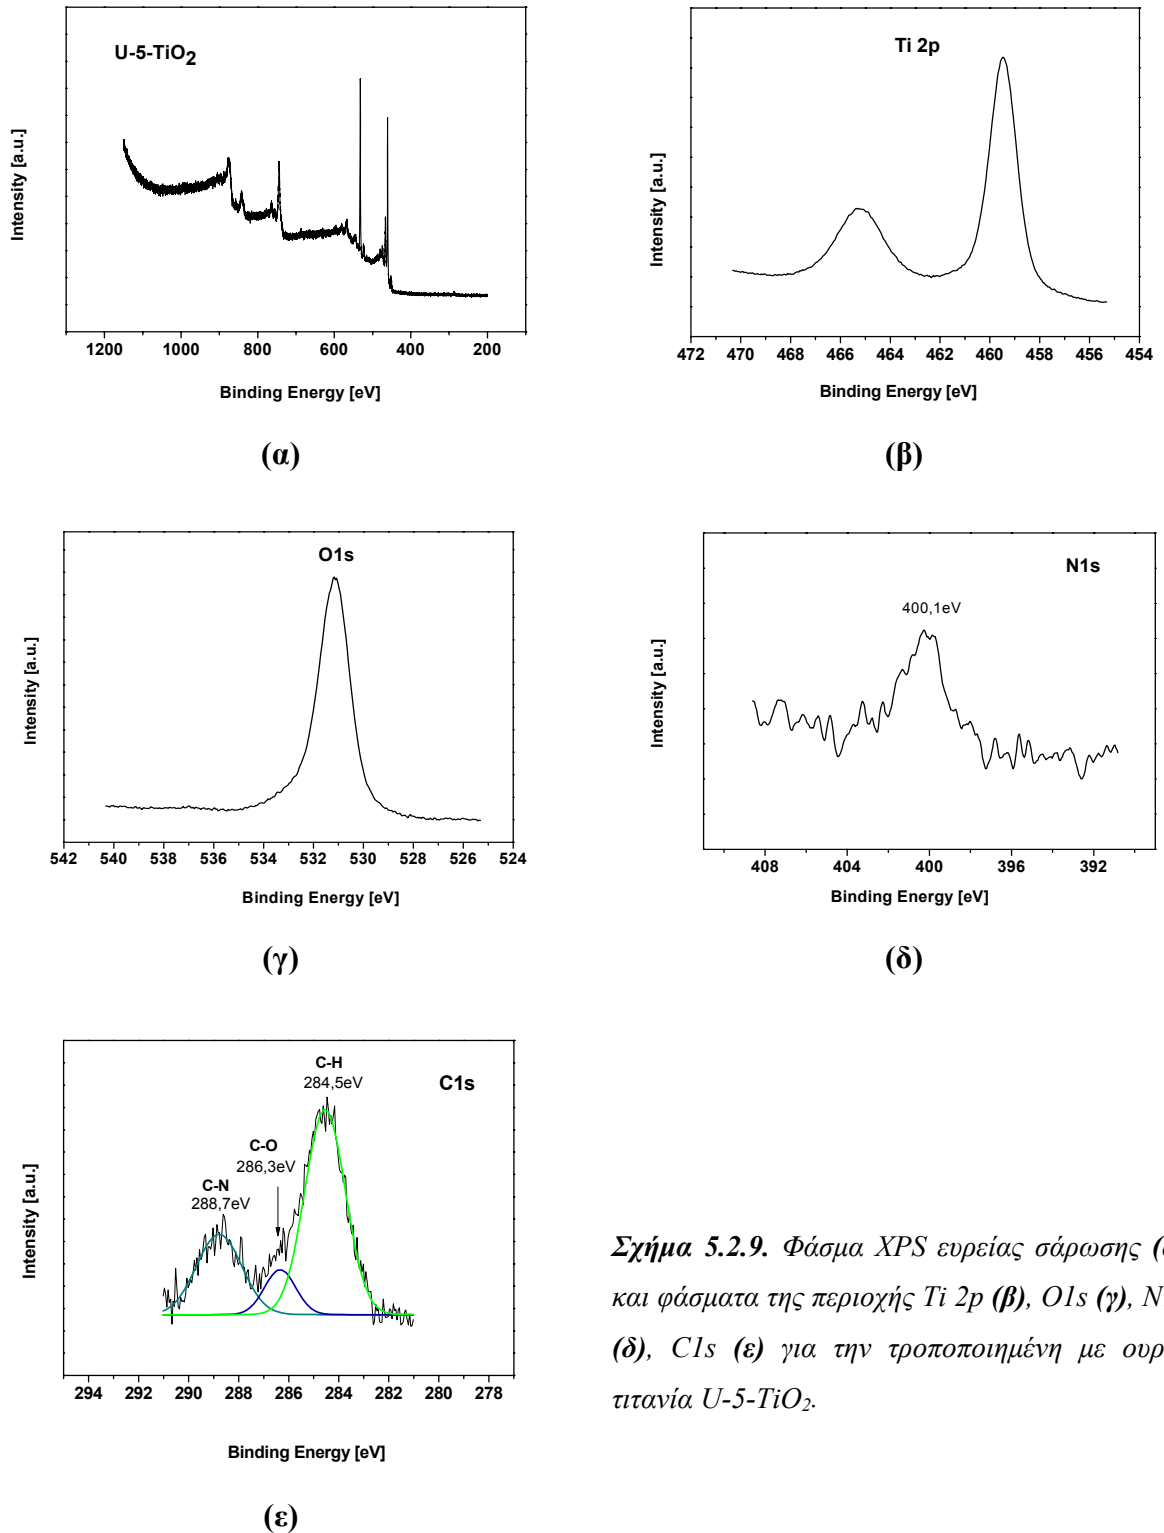 U-5-TiO2
Intensity [a.u.]
1200 1000 800 600 400 200
Binding Energy [eV]
(α)
Ti 2p
Intensity [a.u.]
472 470 468 466 464 462 460 458 456 454
Binding Energy [eV]
(β)
O1s
Intensity [a.u.]
542 540 538 536 534 532 530 528 526 524
Binding Energy [eV]
(γ)
N1s
400,1eV
Intensity [a.u.]
408 404 400 396 392
Binding Energy [eV]
(δ)
C-H
284,5eV
C1s
C-O
286,3eV
C-N
288,7eV
Intensity [a.u.]
294 292 290 288 286 284 282 280 278
Binding Energy [eV]
(ε)
Σχήμα 5.2.9. Φάσμα XPS ευρείας σάρωσης
και φάσματα της περιοχής Ti 2p (β), O1s (γ), N
(δ), C1s (ε) για την τροποποιημένη με
τιτανία U-5-TiO2.